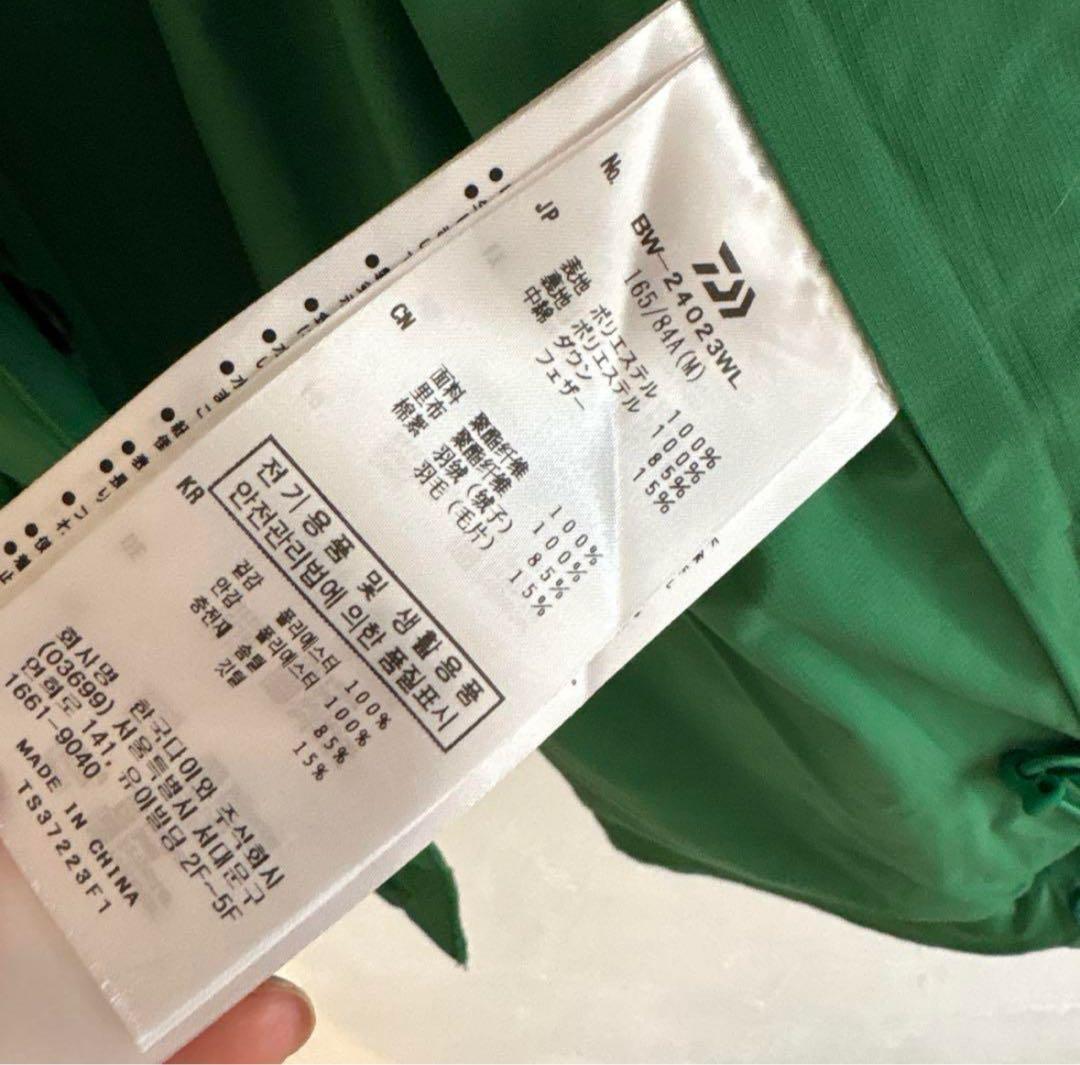 No. BW-24023WL
165/84A(M)
JP
表地 ポリエステル 100%
裏地 ポリエステル 100%
中綿 ダウン 85%
フェザー 15%
CN
面料 聚酯纤维 100%
里布 聚酯纤维 100%
棉絮 羽绒(绒子) 85%
羽毛(毛片) 15%
KR
전기용품 및 생활용품
안전관리법에 의한 품질표시
겉감 폴리에스터 100%
안감 폴리에스터 100%
충전재 솜털 85%
깃털 15%
회사명 한국다이와 주식회사
(03699) 서울특별시 서대문구
연희로 141, 유이빌딩 2F~5F
1661-9040
MADE IN CHINA
TS37223F1